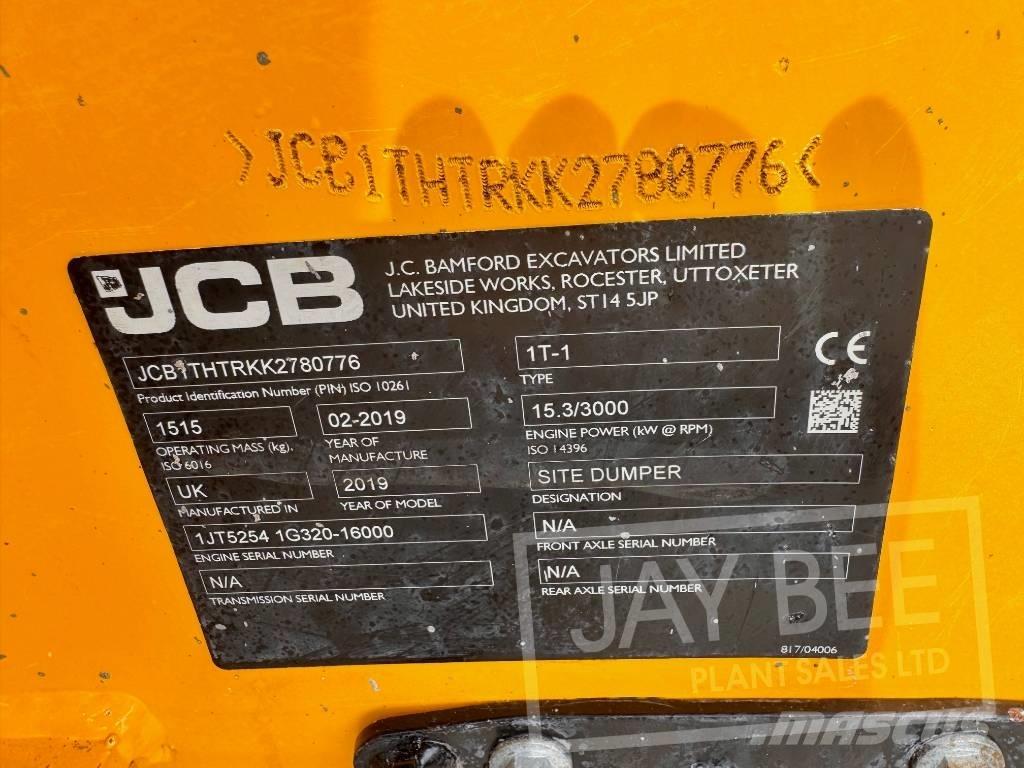 >JCB1THTRKK2780776<
JCB
J.C. BAMFORD EXCAVATORS LIMITED
LAKESIDE WORKS, ROCESTER, UTTOXETER
UNITED KINGDOM, ST14 5JP
JCB1THTRKK2780776
Product Identification Number (PIN) ISO 10261
1515
OPERATING MASS (kg).
ISO 6016
02-2019
YEAR OF
MANUFACTURE
UK
MANUFACTURED IN
2019
YEAR OF MODEL
1JT5254 1G320-16000
ENGINE SERIAL NUMBER
N/A
TRANSMISSION SERIAL NUMBER
1T-1
TYPE
CE
15.3/3000
ENGINE POWER (kW @ RPM)
ISO 14396
SITE DUMPER
DESIGNATION
N/A
FRONT AXLE SERIAL NUMBER
N/A
REAR AXLE SERIAL NUMBER
817/04006
JAY BEE
PLANT SALES LTD
MASCUS